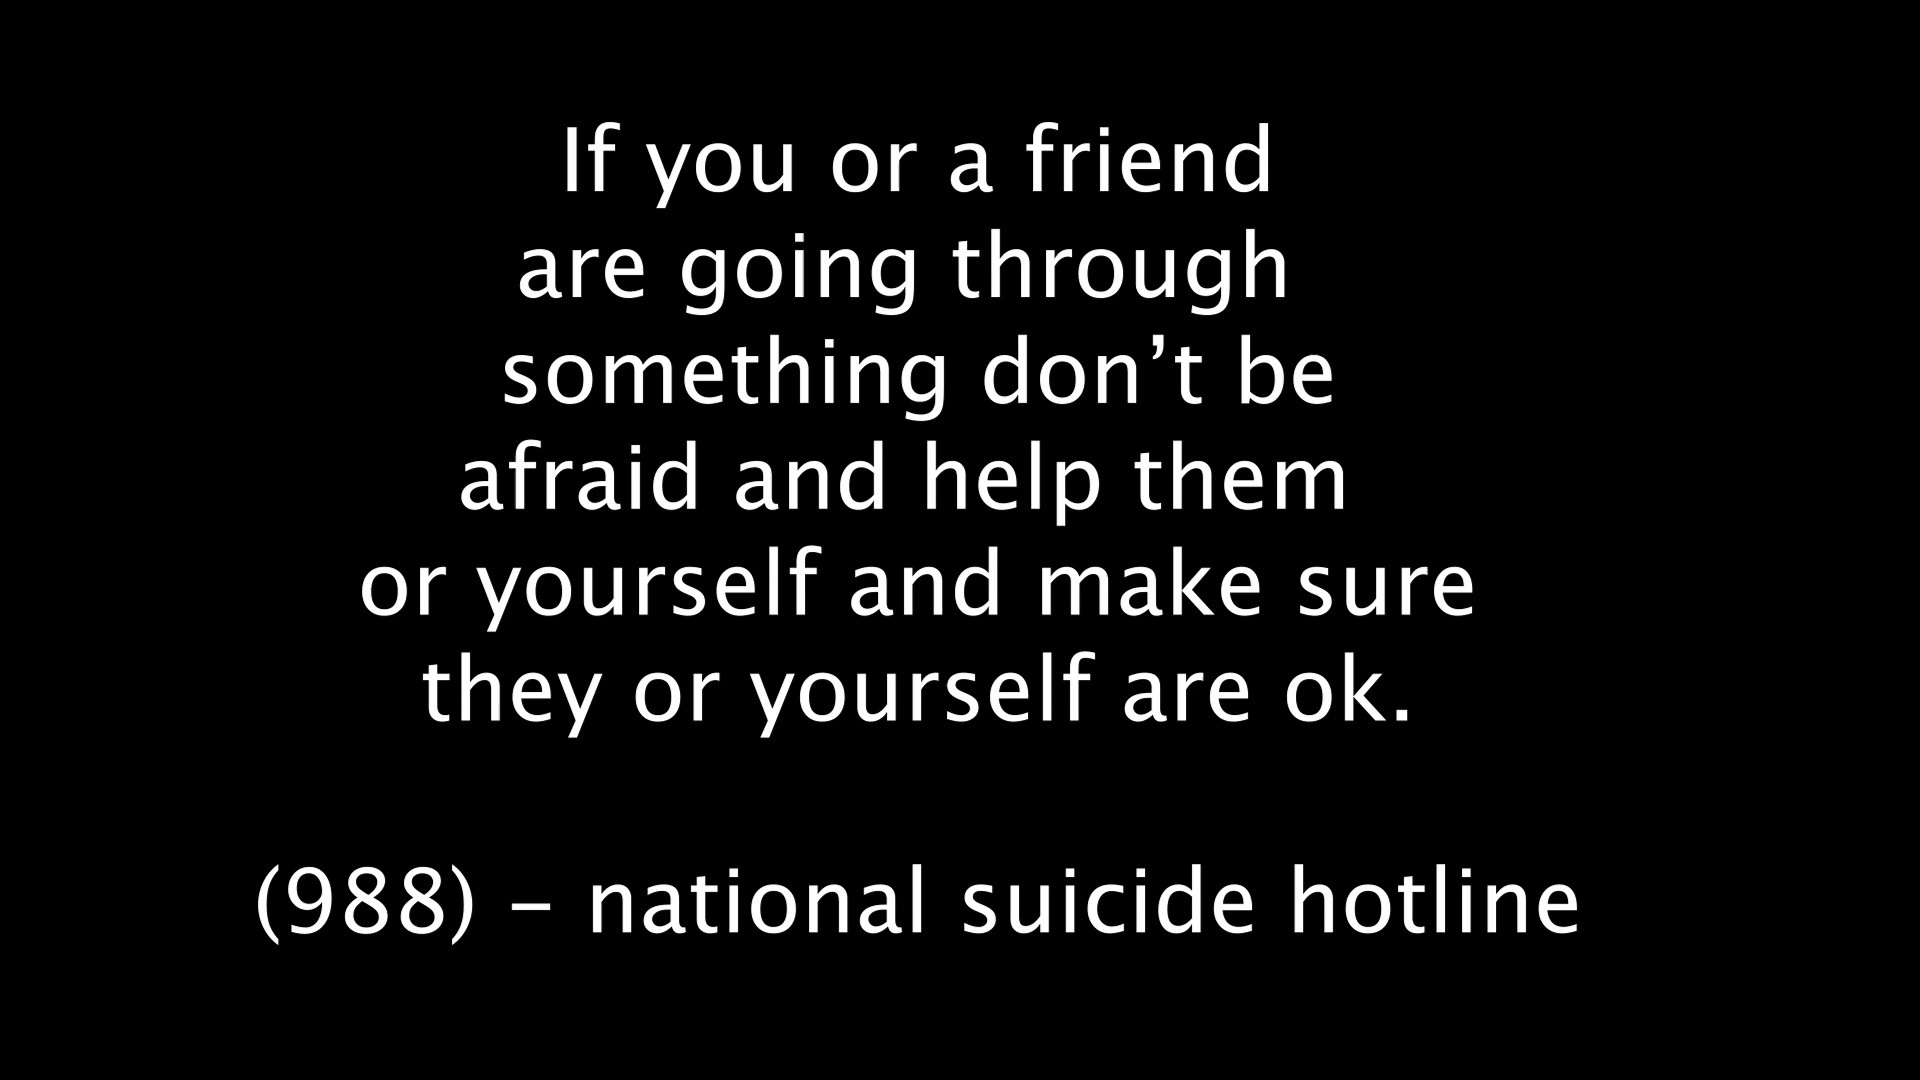 If you or a friend
are going through
something don’t be
afraid and help them
or yourself and make sure
they or yourself are ok.
(988) – national suicide hotline